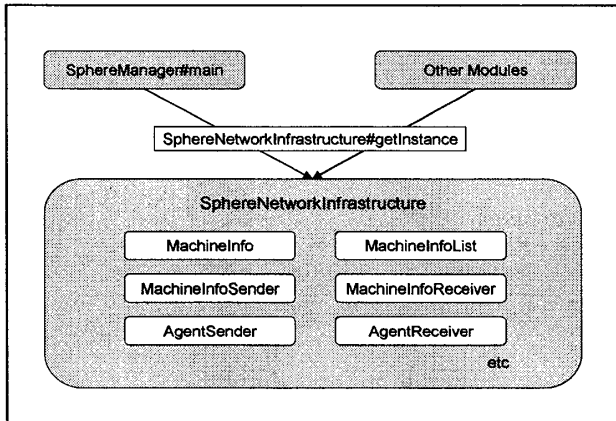 SphereManager#main
Other Modules
SphereNetworkInfrastructure#getInstance
SphereNetworkInfrastructure
MachineInfo
MachineInfoList
MachineInfoSender
MachineInfoReceiver
AgentSender
AgentReceiver
etc